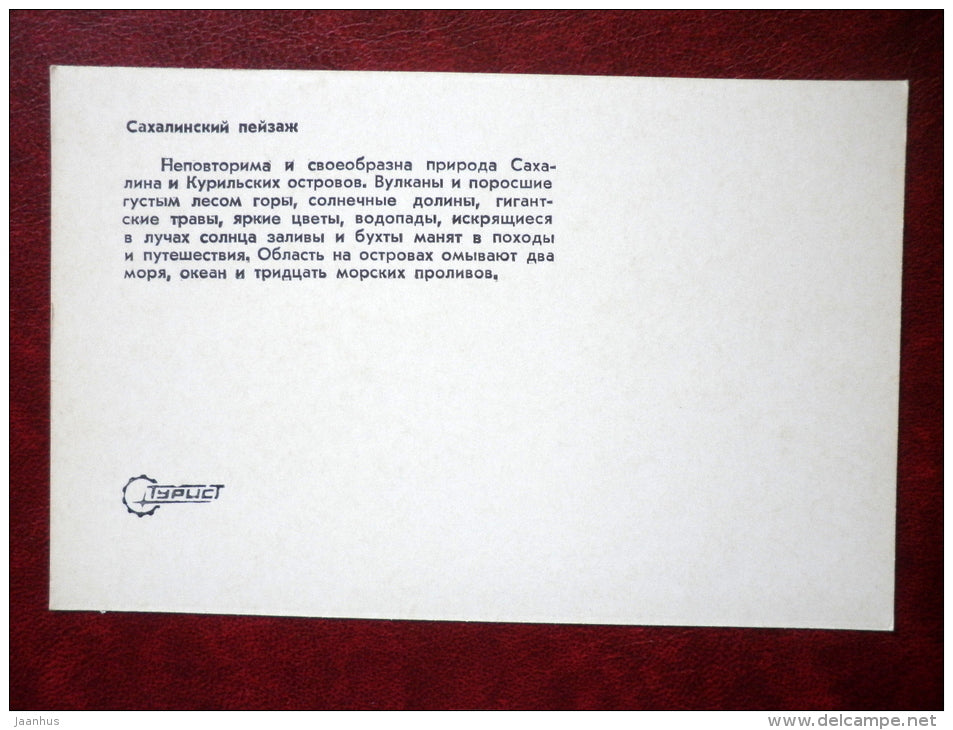 Сахалинский пейзаж
Неповторима и своеобразна природа Саха-
лина и Курильских островов. Вулканы и поросшие
густым лесом горы, солнечные долины, гигант-
ские травы, яркие цветы, водопады, искрящиеся
в лучах солнца заливы и бухты манят в походы
и путешествия. Область на островах омывают два
моря, океан и тридцать морских проливов.
ТУРИСТ
jaanhus
www.delcampe.net